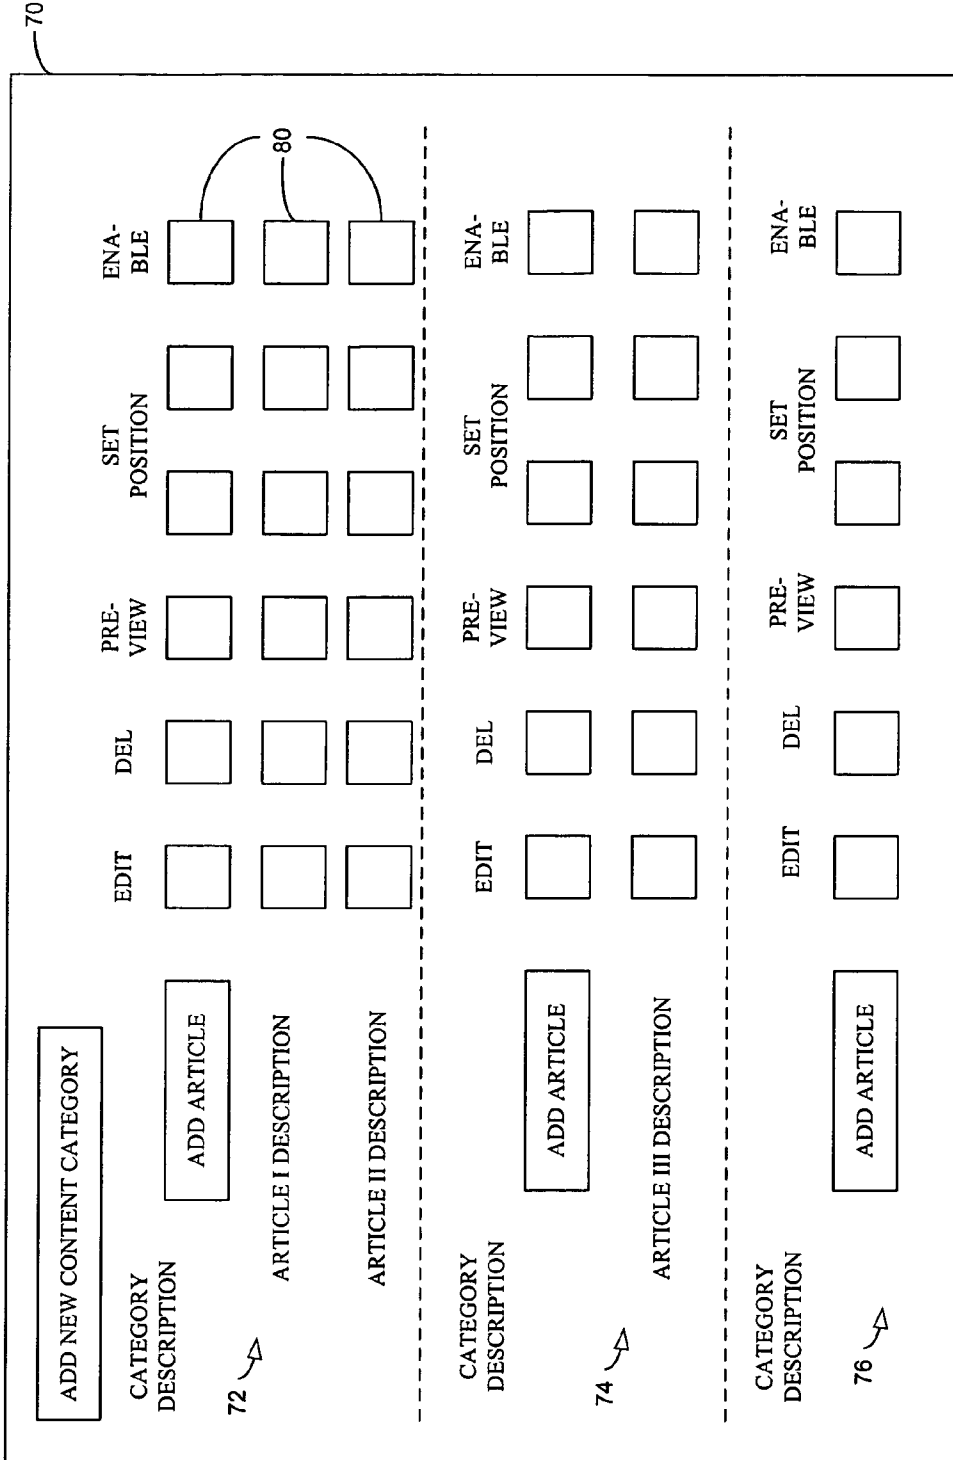 70
ADD NEW CONTENT CATEGORY
CATEGORY
DESCRIPTION
EDIT
DEL
PRE-
VIEW
SET
POSITION
ENA-
BLE
ADD ARTICLE
80
72
ARTICLE I DESCRIPTION
ARTICLE II DESCRIPTION
CATEGORY
DESCRIPTION
EDIT
DEL
PRE-
VIEW
SET
POSITION
ENA-
BLE
ADD ARTICLE
74
ARTICLE III DESCRIPTION
CATEGORY
DESCRIPTION
EDIT
DEL
PRE-
VIEW
SET
POSITION
ENA-
BLE
ADD ARTICLE
76